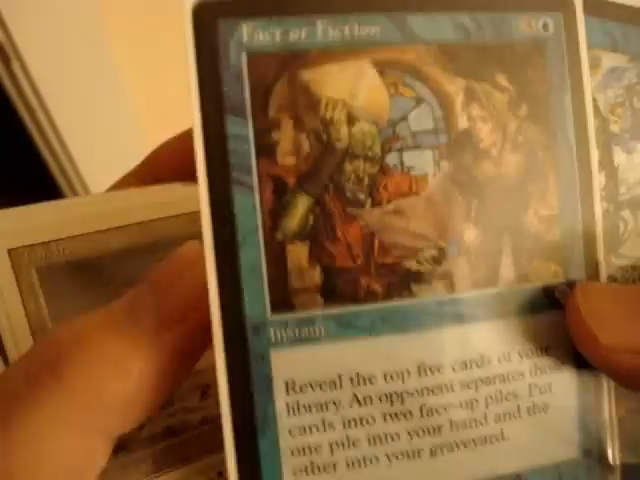 Fact or Fiction
Instant
Reveal the top five cards of your
library. An opponent separates those
cards into two face-up piles. Put
one pile into your hand and the
other into your graveyard.